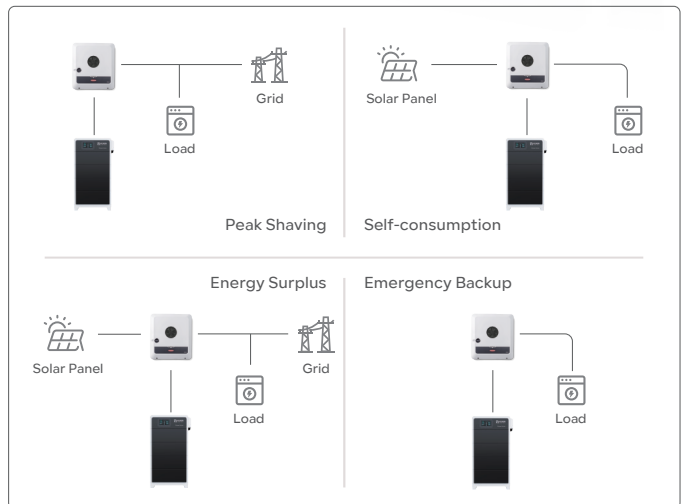 Grid
Load
Peak Shaving
Solar Panel
Load
Self-consumption
Energy Surplus
Solar Panel
Grid
Load
Emergency Backup
Load